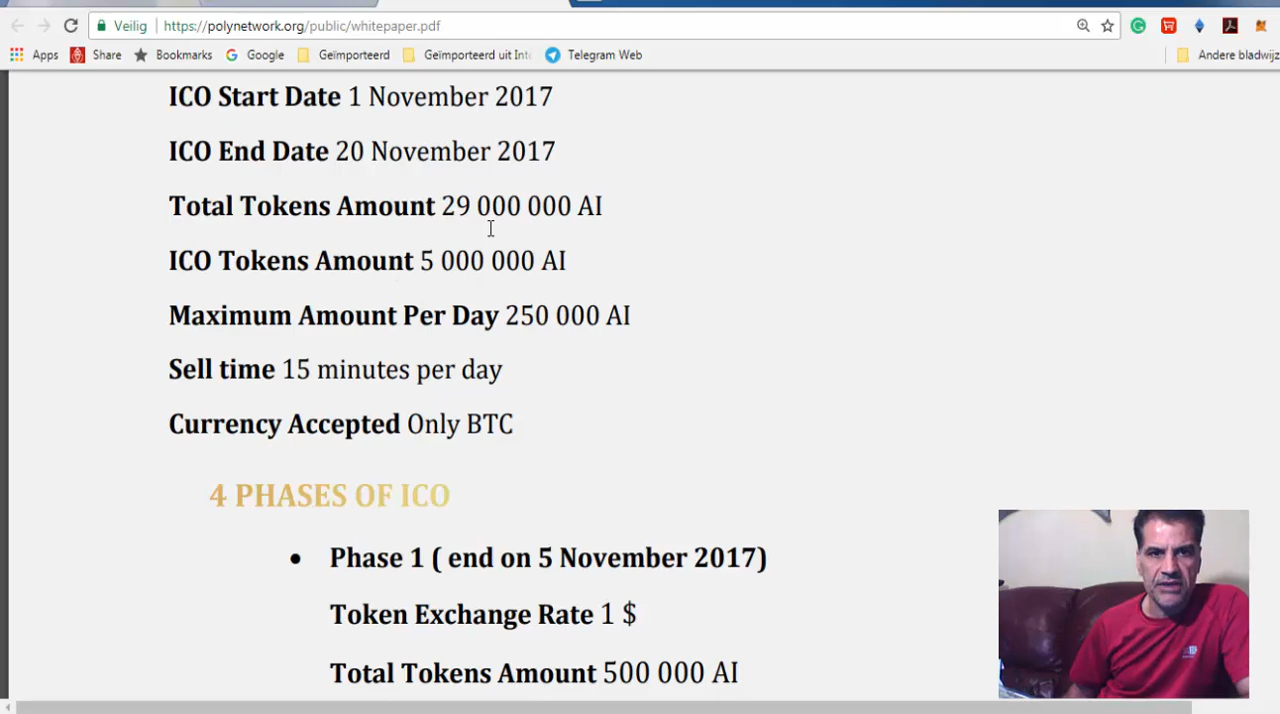 Veilig https://polynetwork.org/public/whitepaper.pdf
Apps Share Bookmarks Google Geïmporteerd Geïmporteerd uit Int Telegram Web Andere bladwijz
ICO Start Date 1 November 2017
ICO End Date 20 November 2017
Total Tokens Amount 29 000 000 AI
ICO Tokens Amount 5 000 000 AI
Maximum Amount Per Day 250 000 AI
Sell time 15 minutes per day
Currency Accepted Only BTC
4 PHASES OF ICO
• Phase 1 ( end on 5 November 2017)
Token Exchange Rate 1 $
Total Tokens Amount 500 000 AI